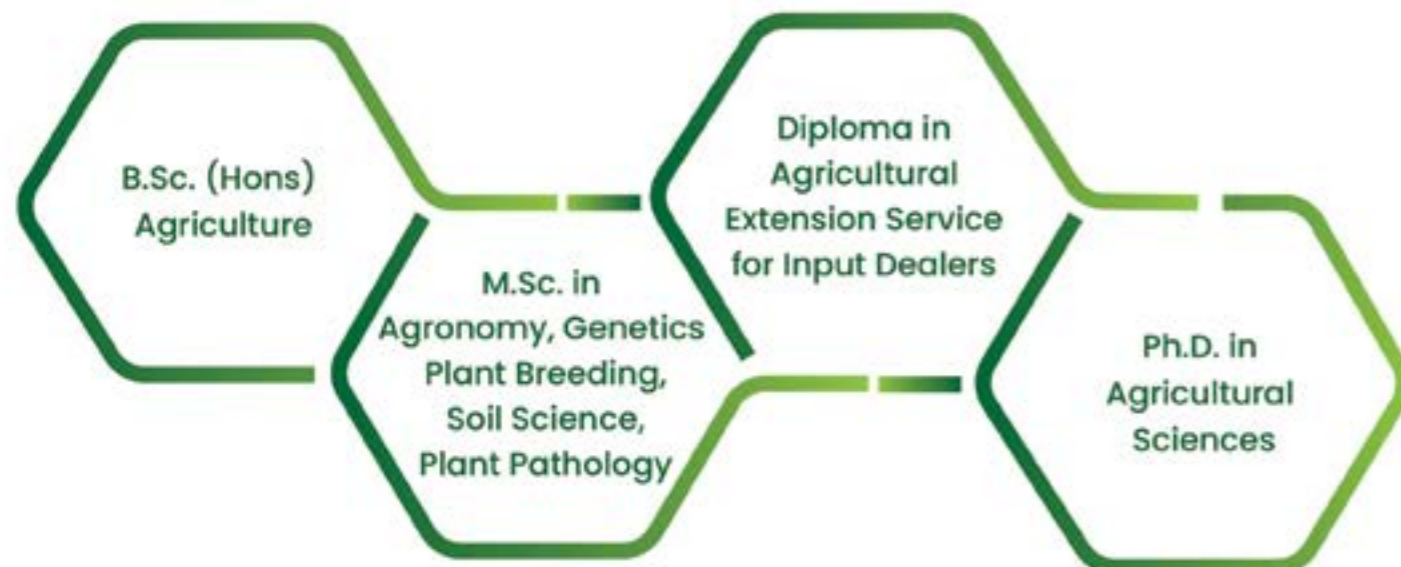 B.Sc. (Hons)
Agriculture
M.Sc. in
Agronomy, Genetics
Plant Breeding,
Soil Science,
Plant Pathology
Diploma in
Agricultural
Extension Service
for Input Dealers
Ph.D. in
Agricultural
Sciences